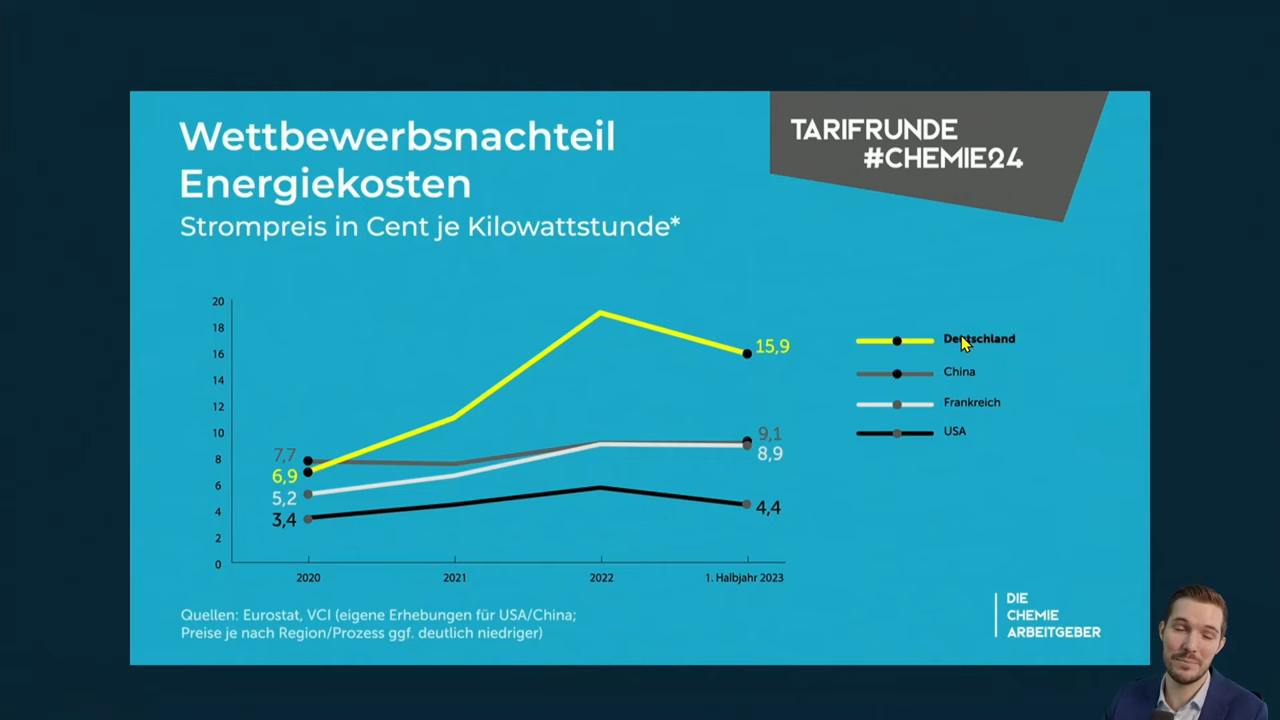 Wettbewerbsnachteil
Energiekosten
Strompreis in Cent je Kilowattstunde*
TARIFRUNDE
#CHEMIE24
20
18
16
14
12
10
8
6
4
2
0
7,7
6,9
5,2
3,4
15,9
9,1
8,9
4,4
2020
2021
2022
1. Halbjahr 2023
Deutschland
China
Frankreich
USA
Quellen: Eurostat, VCI (eigene Erhebungen für USA/China;
Preise je nach Region/Prozess ggf. deutlich niedriger)
DIE
CHEMIE
ARBEITGEBER